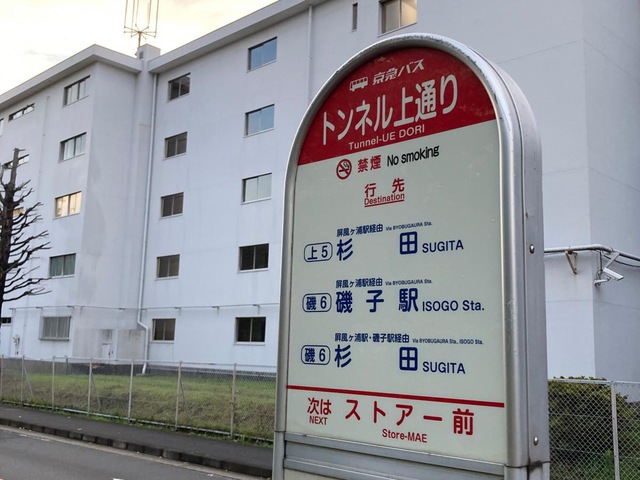 京急バス
トンネル上通り
Tunnel-UE DORI
禁煙 No smoking
行先
Destination
屏風ヶ浦駅経由 Via BYOBUGAURA Sta.
上5 杉田 SUGITA
屏風ヶ浦駅経由 Via BYOBUGAURA Sta.
磯6 磯子駅 ISOGO Sta.
屏風ヶ浦駅・磯子駅経由 Via BYOBUGAURA Sta., ISOGO Sta.
磯6 杉田 SUGITA
次は ストアー前
NEXT Store-MAE